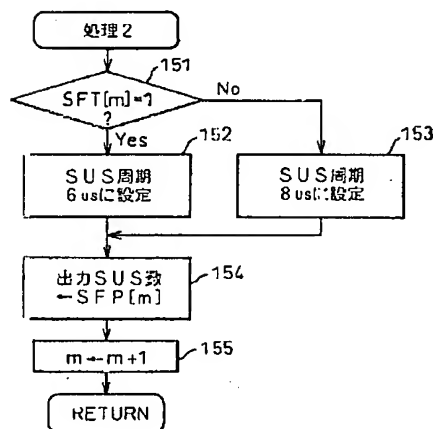 処理2
151
SFT[m]=1
?
No
Yes
152
153
SUS周期
6usに設定
SUS周期
8usに設定
出力SUS数
←SFP[m]
154
m←m+1
155
RETURN